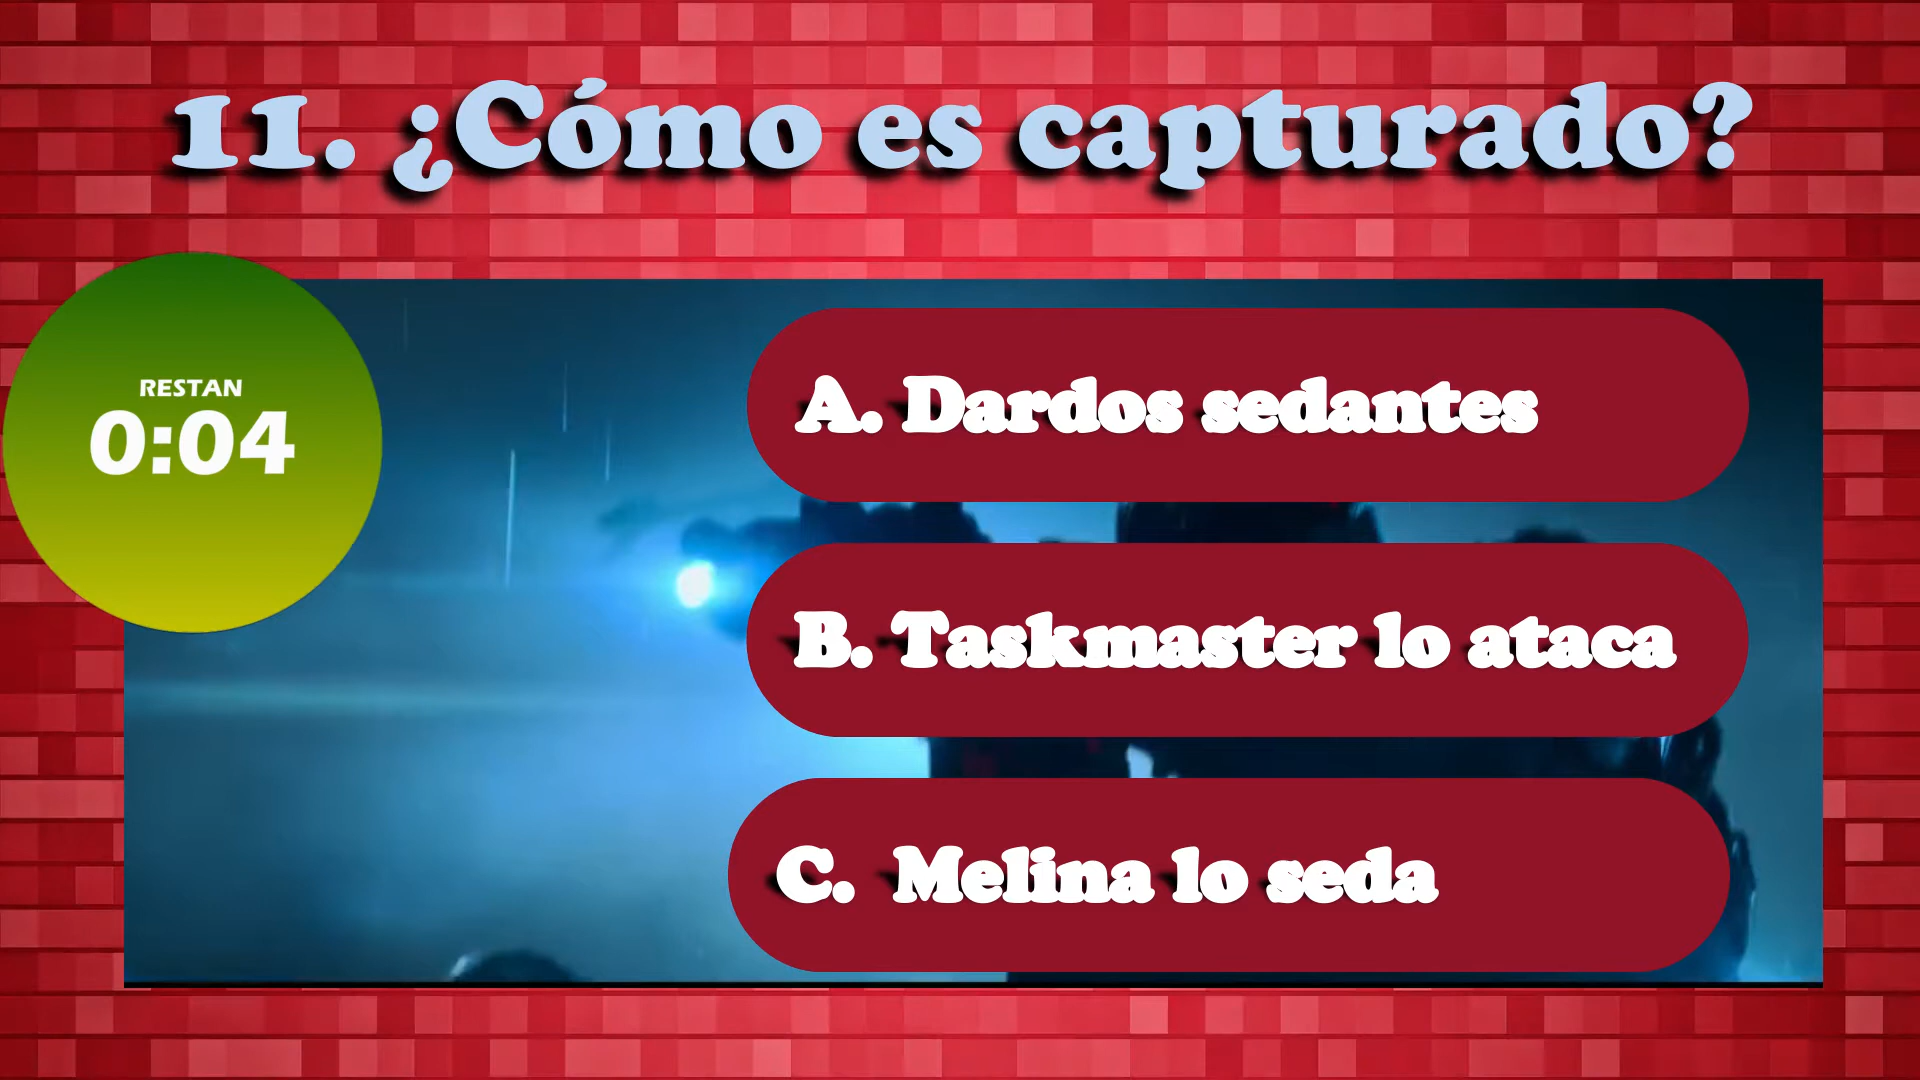 11. ¿Cómo es capturado?
RESTAN
0:04
A. Dardos sedantes
B. Taskmaster lo ataca
C. Melina lo seda